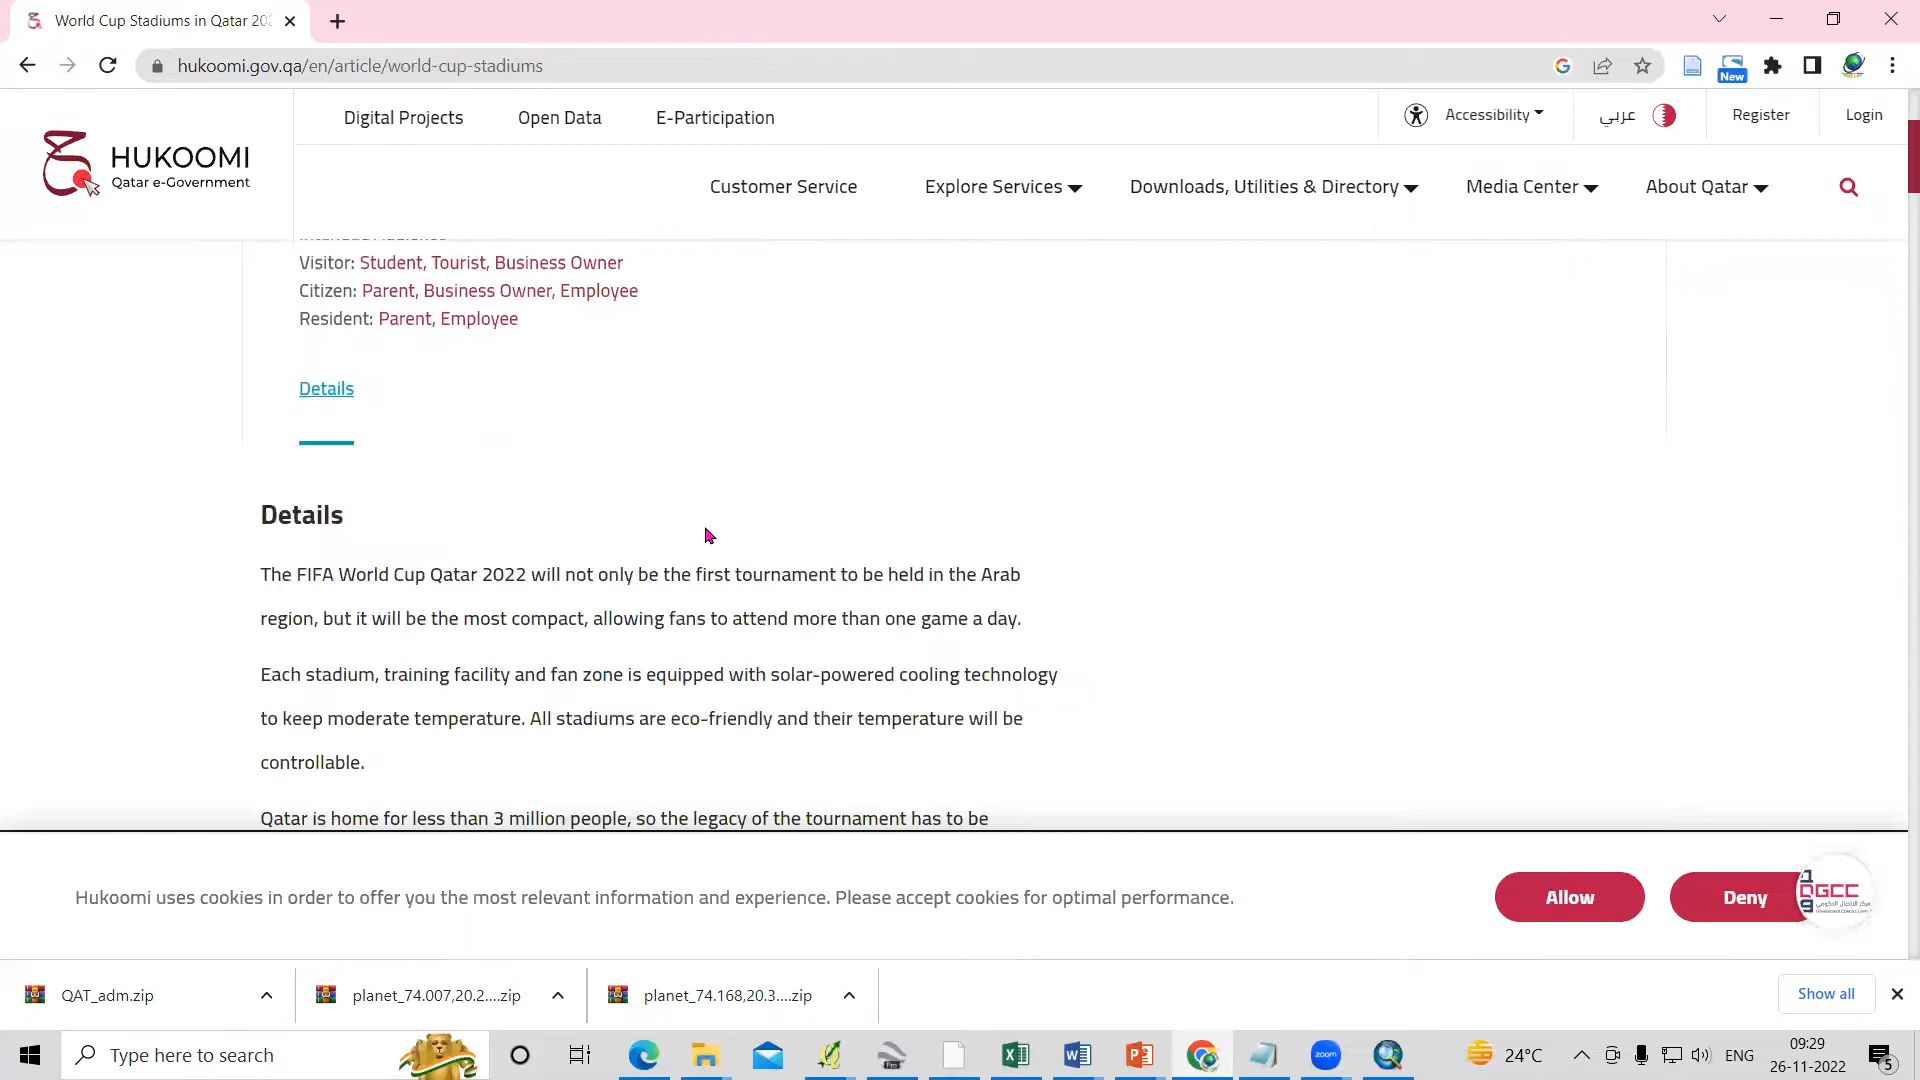 World Cup Stadiums in Qatar 202
hukoomi.gov.qa/en/article/world-cup-stadiums
New
Digital Projects
Open Data
E-Participation
Accessibility
عربي
Register
Login
HUKOOMI
Qatar e-Government
Customer Service
Explore Services
Downloads, Utilities & Directory
Media Center
About Qatar
Visitor: Student, Tourist, Business Owner
Citizen: Parent, Business Owner, Employee
Resident: Parent, Employee
Details
Details
The FIFA World Cup Qatar 2022 will not only be the first tournament to be held in the Arab
region, but it will be the most compact, allowing fans to attend more than one game a day.
Each stadium, training facility and fan zone is equipped with solar-powered cooling technology
to keep moderate temperature. All stadiums are eco-friendly and their temperature will be
controllable.
Qatar is home for less than 3 million people, so the legacy of the tournament has to be
Hukoomi uses cookies in order to offer you the most relevant information and experience. Please accept cookies for optimal performance.
Allow
Deny
QGCC
QAT_adm.zip
planet_74.007,20.2....zip
planet_74.168,20.3....zip
Show all
Type here to search
zoom
24°C
ENG
09:29
26-11-2022
5